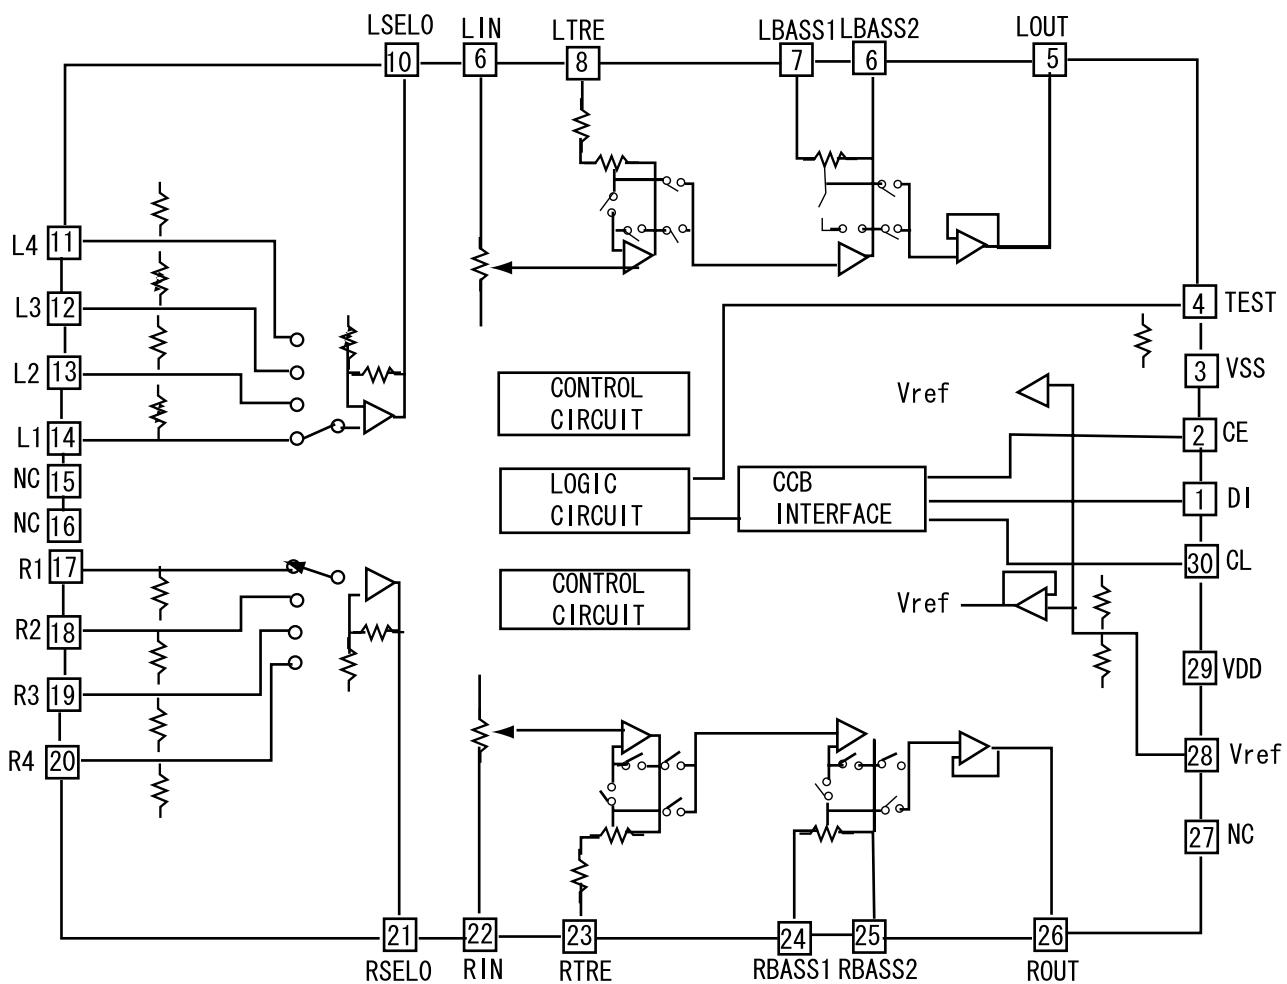 LSELO LIN LTRE LBASS1 LBASS2 LOUT
10 6 8 7 6 5
L4 11
L3 12
L2 13
L1 14
NC 15
NC 16
R1 17
R2 18
R3 19
R4 20
4 TEST
3 VSS
2 CE
1 DI
30 CL
29 VDD
28 Vref
27 NC
Vref
CONTROL
CIRCUIT
LOGIC
CIRCUIT
CCB
INTERFACE
CONTROL
CIRCUIT
Vref
21 22 23 24 25 26
RSELO RIN RTRE RBASS1 RBASS2 ROUT